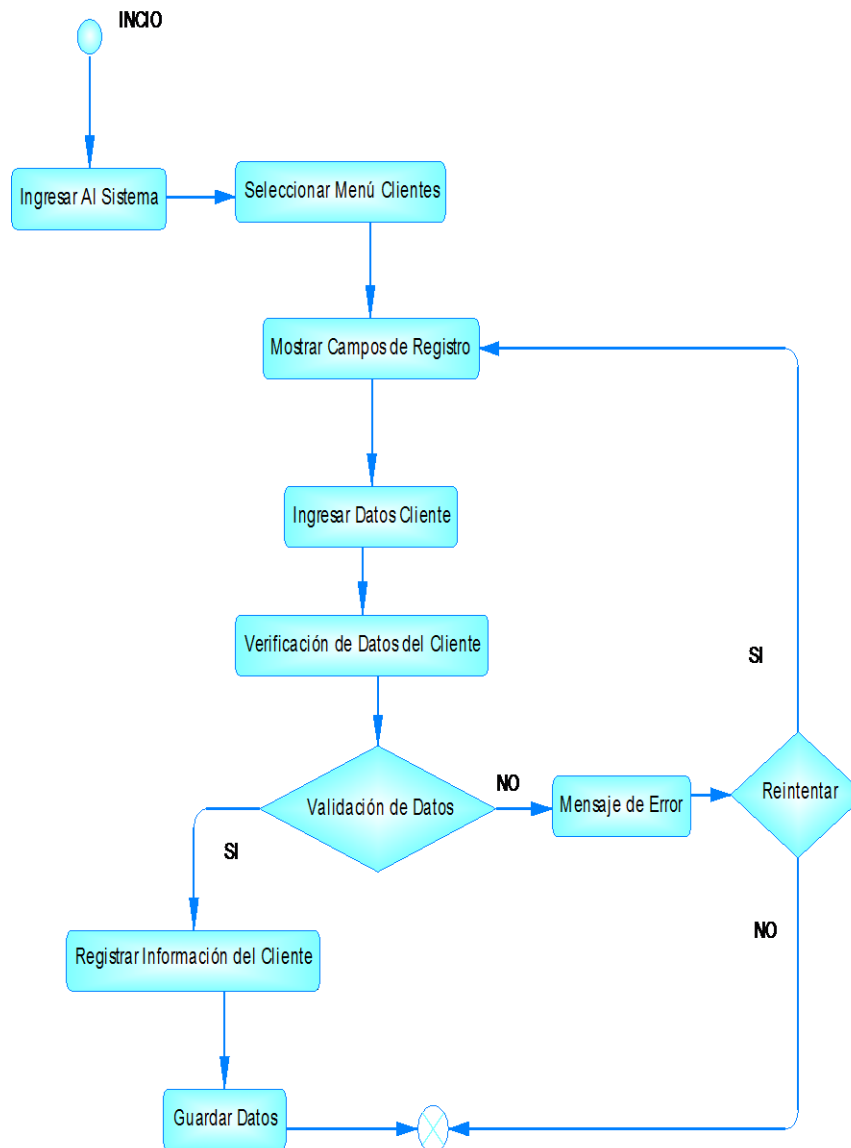 INCIO
Ingresar Al Sistema
Seleccionar Menú Clientes
Mostrar Campos de Registro
Ingresar Datos Cliente
Verificación de Datos del Cliente
Validación de Datos
NO
Mensaje de Error
Reintentar
SI
SI
NO
Registrar Información del Cliente
Guardar Datos